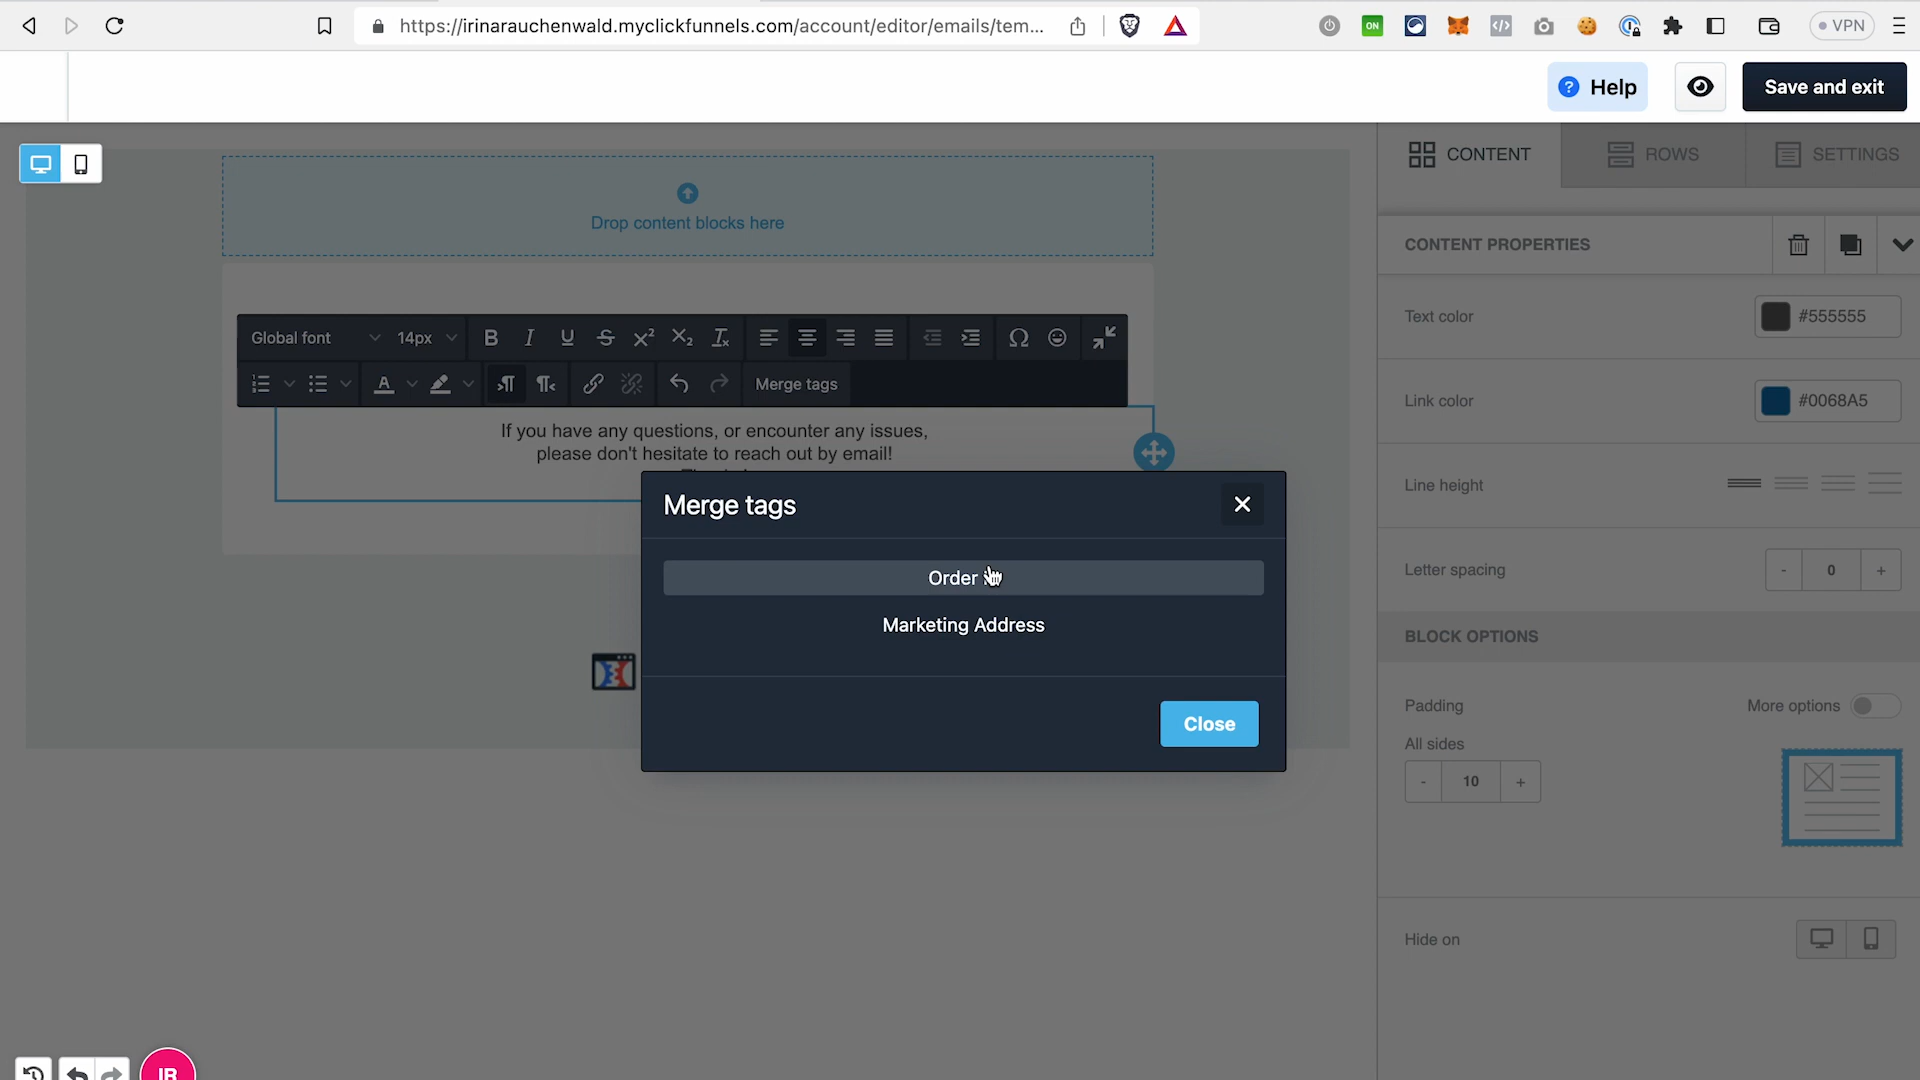 https://irinarauchenwald.myclickfunnels.com/account/editor/emails/tem...
ON
VPN
? Help
Save and exit
CONTENT
ROWS
SETTINGS
Drop content blocks here
CONTENT PROPERTIES
Global font
14px
Merge tags
Text color
#555555
If you have any questions, or encounter any issues,
please don't hesitate to reach out by email!
Link color
#0068A5
Merge tags
Line height
Order
Letter spacing
- 0 +
Marketing Address
BLOCK OPTIONS
Padding
More options
Close
All sides
- 10 +
Hide on
IR